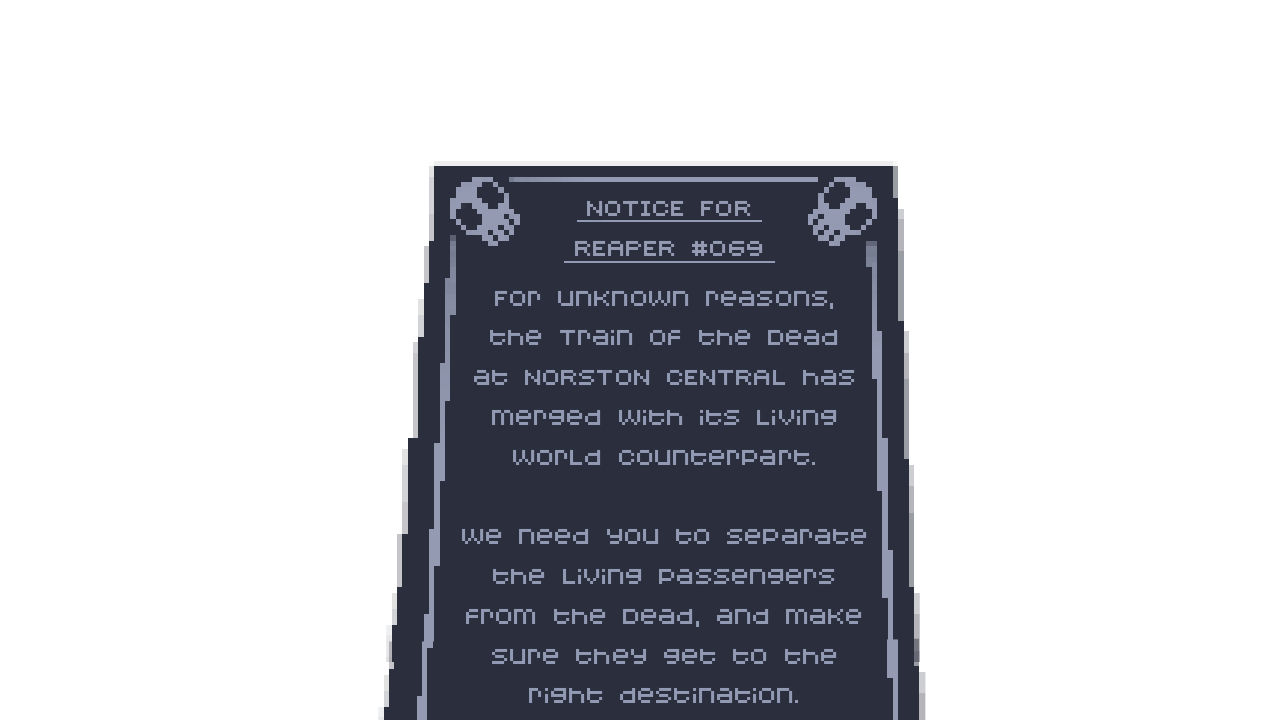 NOTICE FOR
REAPER #069
For unknown reasons,
the Train of the Dead
at NORSTON CENTRAL has
merged with its Living
World counterpart.
We need you to separate
the Living passengers
from the Dead, and make
sure they get to the
right destination.